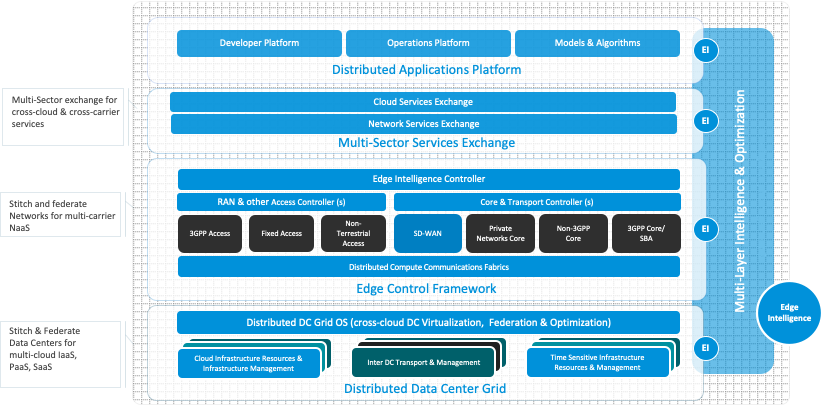 Developer Platform
Operations Platform
Models & Algorithms
EI
Distributed Applications Platform
Multi-Sector exchange for
cross-cloud & cross-carrier
services
Cloud Services Exchange
Network Services Exchange
EI
Multi-Sector Services Exchange
Multi-Layer Intelligence & Optimization
Edge Intelligence Controller
Stitch and federate
Networks for multi-carrier
NaaS
RAN & other Access Controller (s)
Core & Transport Controller (s)
3GPP Access
Fixed Access
Non-
Terrestrial
Access
SD-WAN
Private
Networks Core
Non-3GPP
Core
3GPP Core/
SBA
EI
Distributed Compute Communications Fabrics
Edge Control Framework
Edge
Intelligence
Stitch & Federate
Data Centers for
multi-cloud IaaS,
PaaS, SaaS
Distributed DC Grid OS (cross-cloud DC Virtualization, Federation & Optimization)
Cloud Infrastructure Resources &
Infrastructure Management
Inter DC Transport & Management
Time Sensitive Infrastructure
Resources & Management
EI
Distributed Data Center Grid